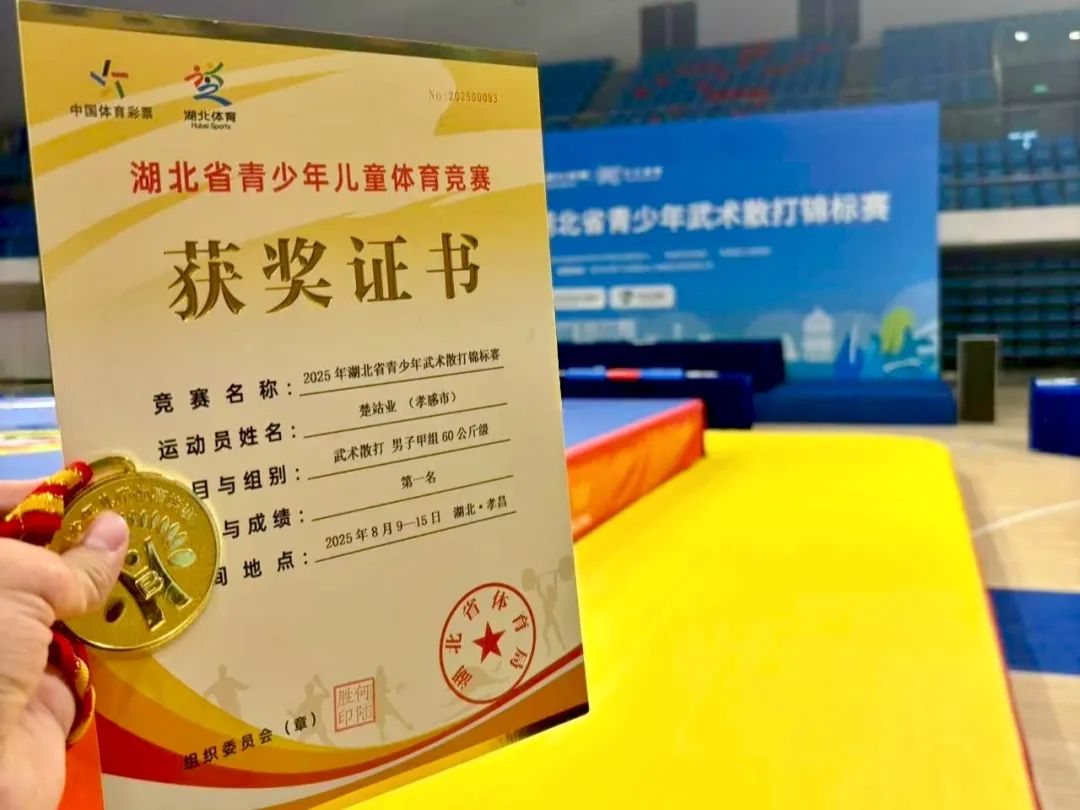 中国体育彩票
湖北体育
Hubei Sports
No:202500093
湖北省青少年儿童体育竞赛
获奖证书
竞赛名称：2025年湖北省青少年武术散打锦标赛
运动员姓名：楚站业（孝感市）
目与组别：武术散打 男子甲组60公斤级
与成绩：第一名
间地点：2025年8月9—15日 湖北·孝昌
湖北省体育局
组织委员会（章）
胜何
印陆
北省青少年武术散打锦标赛